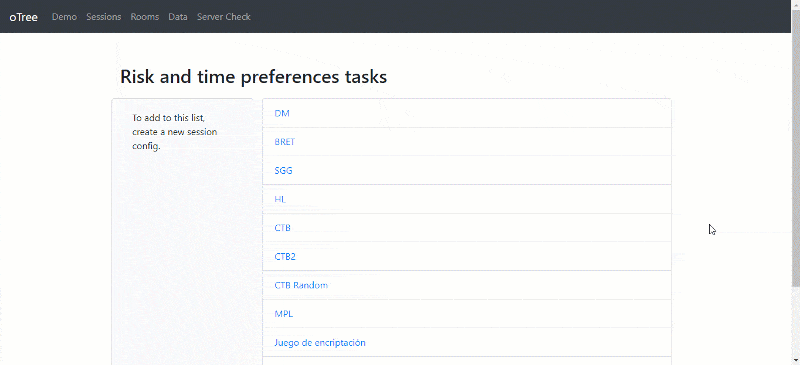 oTree Demo Sessions Rooms Data Server Check
Risk and time preferences tasks
To add to this list,
create a new session
config.
DM
BRET
SGG
HL
CTB
CTB2
CTB Random
MPL
Juego de encriptación